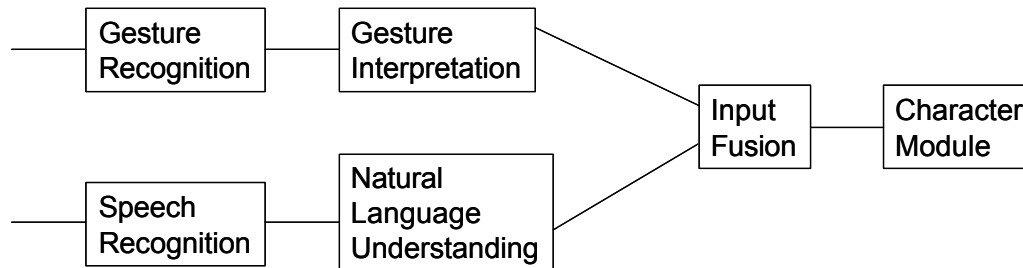 Gesture
Recognition
Gesture
Interpretation
Input
Fusion
Character
Module
Speech
Recognition
Natural
Language
Understanding